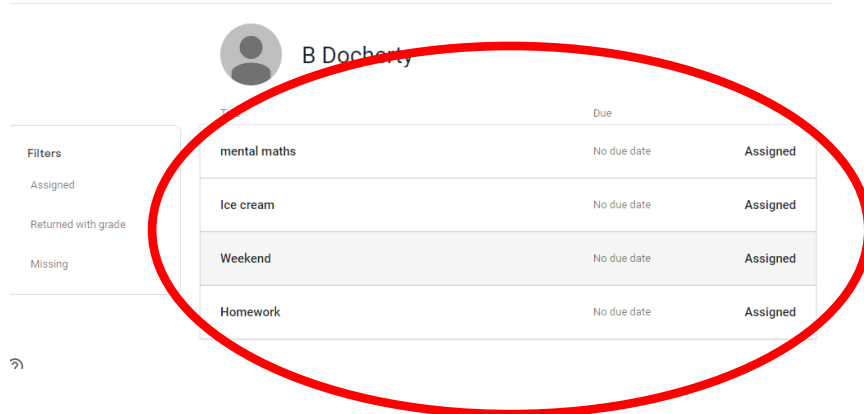 B Docherty
Due
Filters
mental maths No due date Assigned
Assigned
Ice cream No due date Assigned
Returned with grade
Weekend No due date Assigned
Missing
Homework No due date Assigned